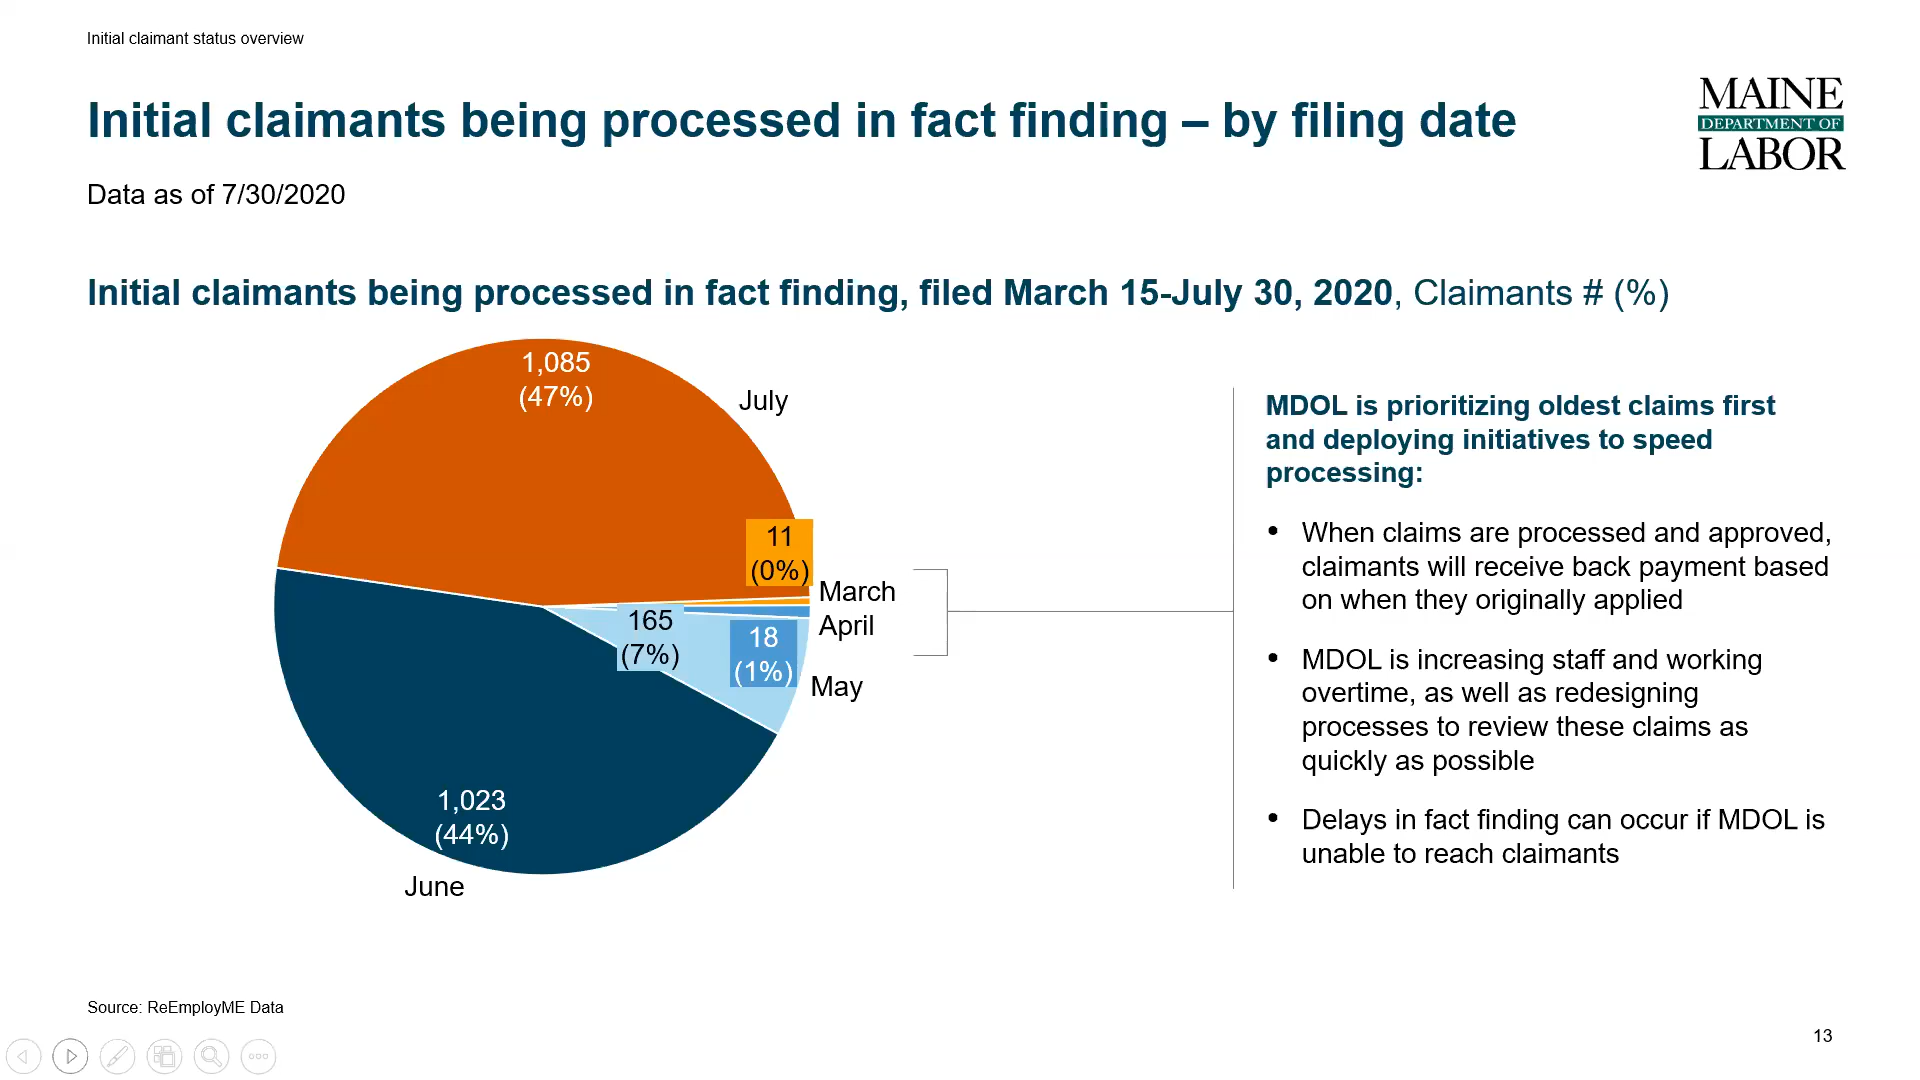 Initial claimant status overview
Initial claimants being processed in fact finding – by filing date
MAINE
DEPARTMENT OF
LABOR
Data as of 7/30/2020
Initial claimants being processed in fact finding, filed March 15-July 30, 2020, Claimants # (%)
1,085
(47%)
July
11
(0%)
March
April
165
(7%)
18
(1%)
May
1,023
(44%)
June
MDOL is prioritizing oldest claims first
and deploying initiatives to speed
processing:
• When claims are processed and approved,
claimants will receive back payment based
on when they originally applied
• MDOL is increasing staff and working
overtime, as well as redesigning
processes to review these claims as
quickly as possible
• Delays in fact finding can occur if MDOL is
unable to reach claimants
Source: ReEmployME Data
13